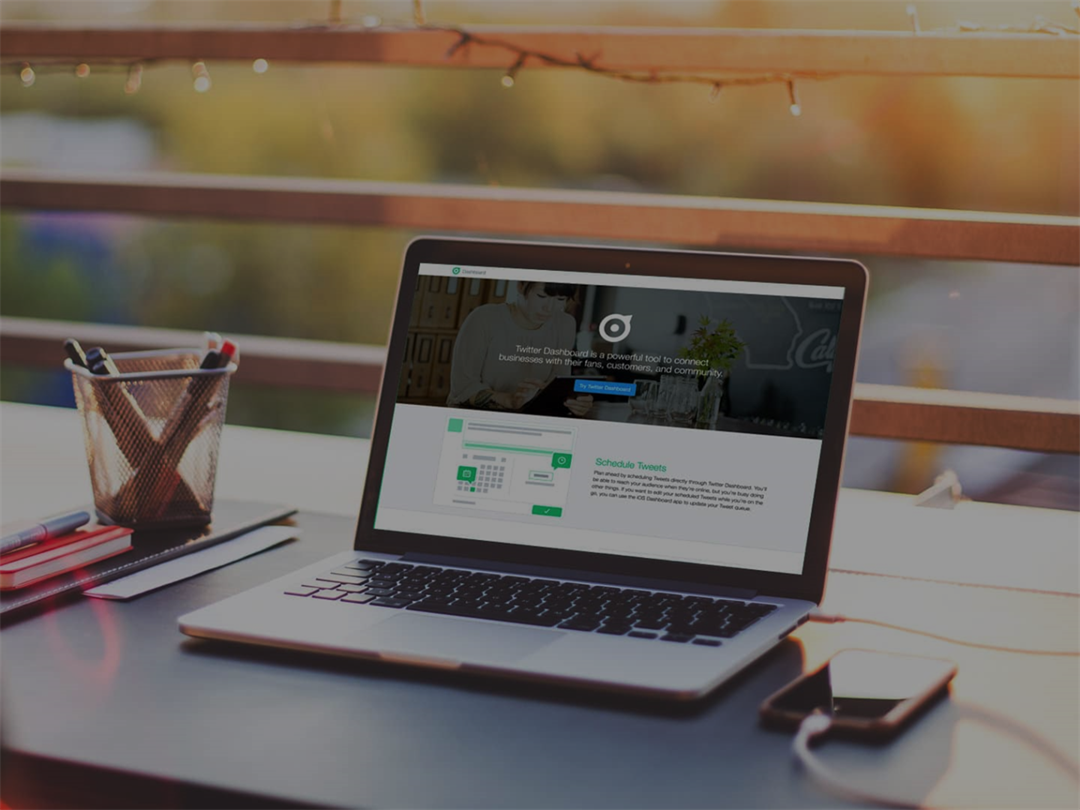 Dashboard
Twitter Dashboard is a powerful tool to connect
businesses with their fans, customers, and community.
Try Twitter Dashboard
Schedule Tweets
Plan ahead by scheduling Tweets directly through Twitter Dashboard. You'll
be able to reach your audience when they're online, but you're busy doing
other things. If you want to edit your scheduled Tweets while you're on the
go, you can use the iOS Dashboard app to update your Tweet queue.